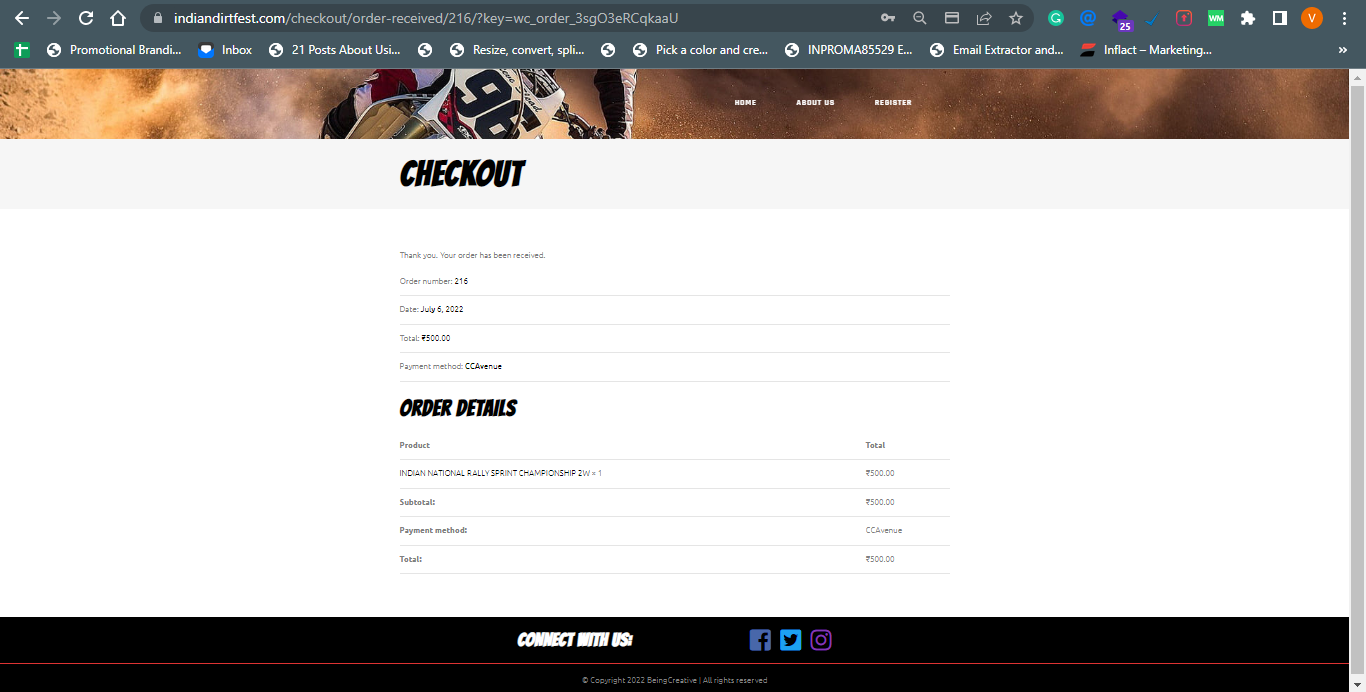 indiandirtfest.com/checkout/order-received/216/?key=wc_order_3sgO3eRCqkaaU
25
WM
V
Promotional Brandi...
Inbox
21 Posts About Usi...
Resize, convert, spli...
Pick a color and cre...
INPROMA85529 E...
Email Extractor and...
Inflact – Marketing...
»
96
HOME
ABOUT US
REGISTER
CHECKOUT
Thank you. Your order has been received.
Order number: 216
Date: July 6, 2022
Total: ₹500.00
Payment method: CCAvenue
ORDER DETAILS
Product Total
INDIAN NATIONAL RALLY SPRINT CHAMPIONSHIP 2W × 1 ₹500.00
Subtotal: ₹500.00
Payment method: CCAvenue
Total: ₹500.00
CONNECT WITH US:
© Copyright 2022 BeingCreative | All rights reserved